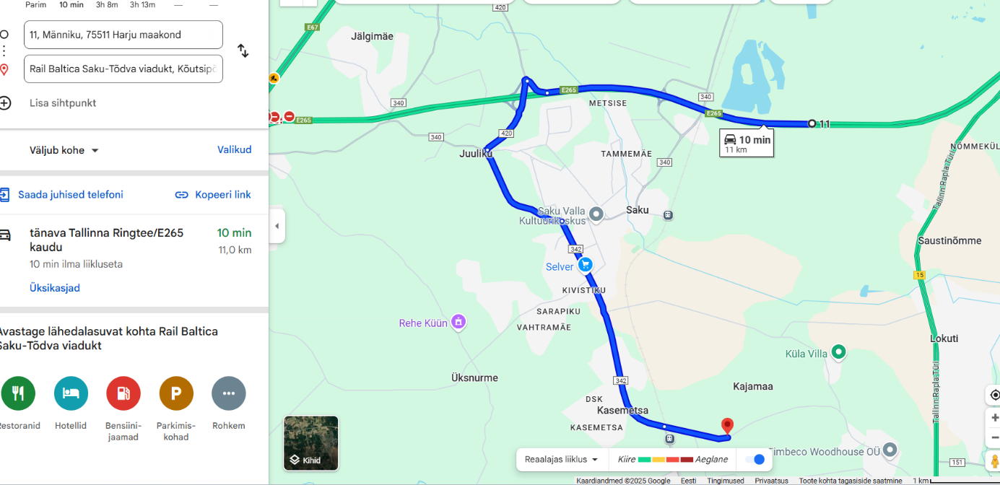 Parim 10 min 3h 8m 3h 13m — —
11, Männiku, 75511 Harju maakond
Rail Baltica Saku-Tõdva viadukt, Kõutsipõ
Lisa sihtpunkt
Väljub kohe
Valikud
Saada juhised telefoni
Kopeeri link
tänava Tallinna Ringtee/E265
kaudu
10 min
11,0 km
10 min ilma liikluseta
Üksikasjad
Avastage lähedalasuvat kohta Rail Baltica
Saku-Tõdva viadukt
Restoranid
Hotellid
Bensiini-
jaamad
P
Parkimis-
kohad
Rohkem
420
E67
Jälgimäe
E265
340
METSISE
340
E265
E265
11
10 min
11 km
340
420
Juuliku
TAMMEMÄE
340
NÕMMEKÜL
Tallinn-Rapla-Türi
Saku Valla
Kultuurikeskus
Saku
342
Saustinõmme
Selver
15
KIVISTIKU
SARAPIKU
VAHTRAMÄE
Rehe Küün
Lokuti
Küla Villa
Üksnurme
342
Kajamaa
Tallinn-Rapla-Türi
DSK
Kasemetsa
KASEMETSA
Timbeco Woodhouse OÜ
151
Kihid
Reaalajas liiklus
Kiire
Aeglane
Kaardiandmed ©2025 Google Eesti Tingimused Privaatsus Toote kohta tagasiside saatmine 1 km